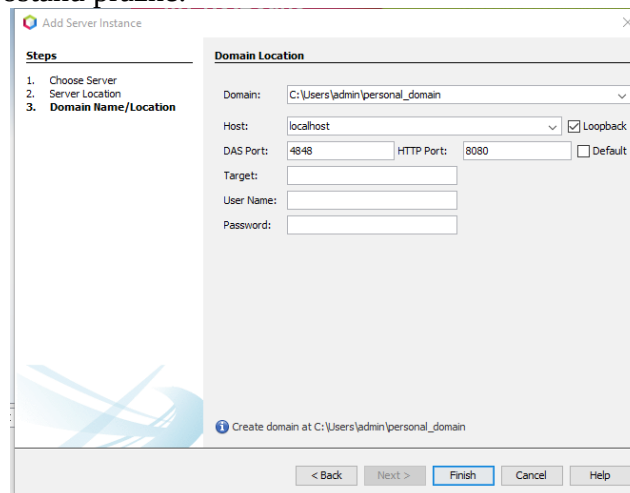 Add Server Instance
Steps
1. Choose Server
2. Server Location
3. Domain Name/Location
Domain Location
Domain: C:\Users\admin\personal_domain
Host: localhost Loopback
DAS Port: 4848 HTTP Port: 8080 Default
Target:
User Name:
Password:
Create domain at C:\Users\admin\personal_domain
< Back Next > Finish Cancel Help